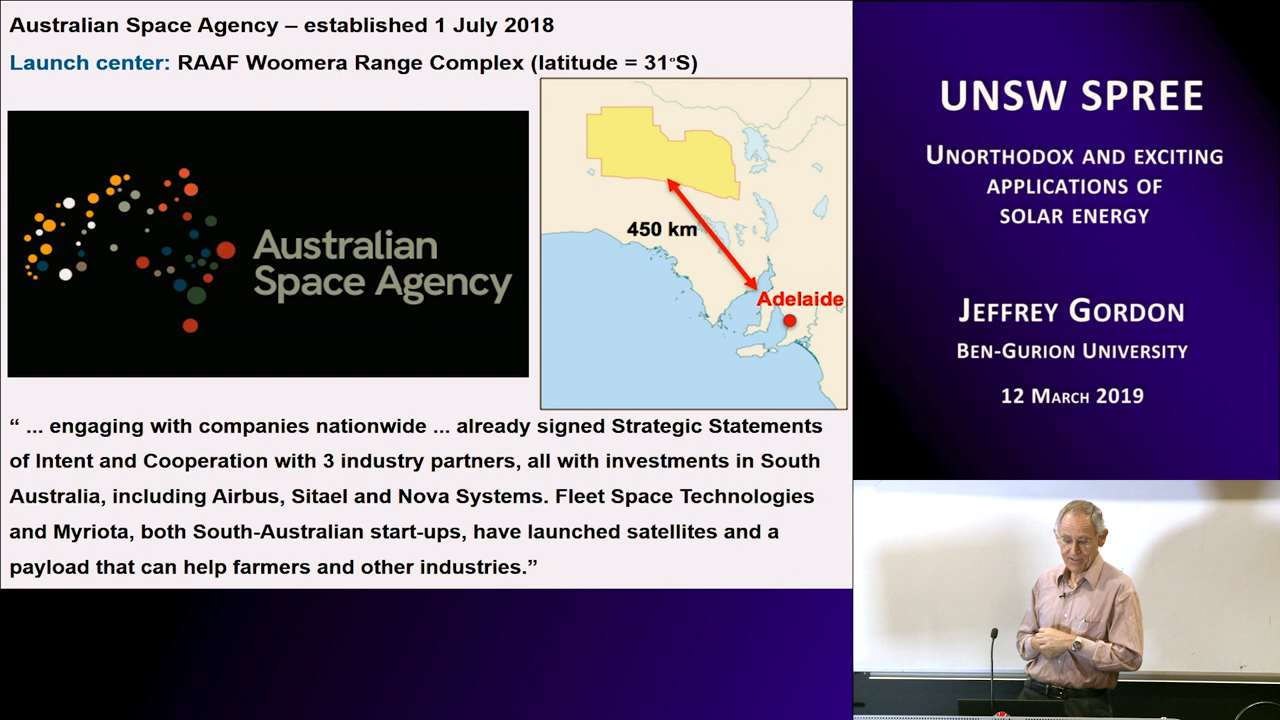 Australian Space Agency – established 1 July 2018
Launch center: RAAF Woomera Range Complex (latitude = 31°S)
Australian
Space Agency
450 km
Adelaide
“ ... engaging with companies nationwide ... already signed Strategic Statements
of Intent and Cooperation with 3 industry partners, all with investments in South
Australia, including Airbus, Sitael and Nova Systems. Fleet Space Technologies
and Myriota, both South-Australian start-ups, have launched satellites and a
payload that can help farmers and other industries.”
UNSW SPREE
UNORTHODOX AND EXCITING
APPLICATIONS OF
SOLAR ENERGY
JEFFREY GORDON
BEN-GURION UNIVERSITY
12 MARCH 2019